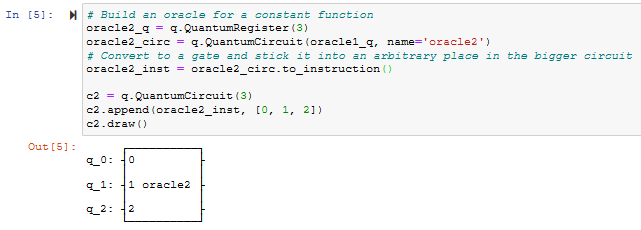 In [5]: # Build an oracle for a constant function
oracle2_q = q.QuantumRegister(3)
oracle2_circ = q.QuantumCircuit(oracle1_q, name='oracle2')
# Convert to a gate and stick it into an arbitrary place in the bigger circuit
oracle2_inst = oracle2_circ.to_instruction()
c2 = q.QuantumCircuit(3)
c2.append(oracle2_inst, [0, 1, 2])
c2.draw()
Out[5]:
q_0: 0
q_1: 1 oracle2
q_2: 2